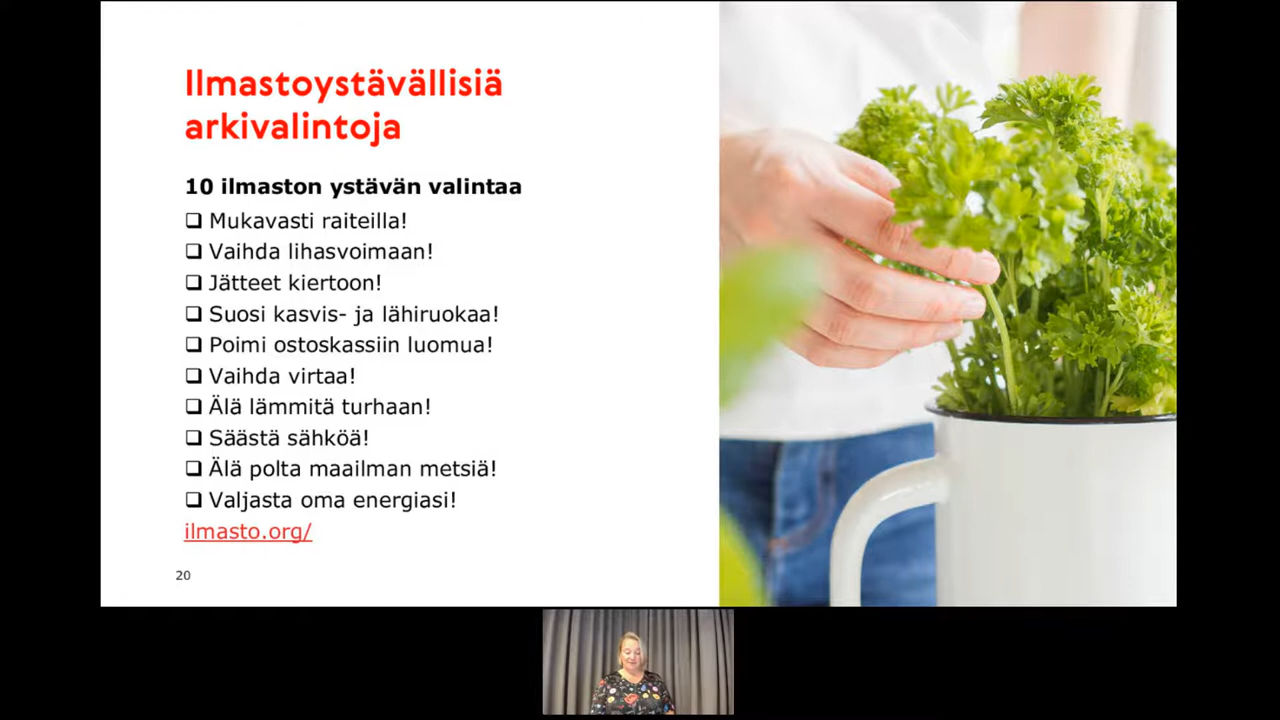 Ilmastoystävällisiä
arkivalintoja
10 ilmaston ystävän valintaa
❑ Mukavasti raiteilla!
❑ Vaihda lihasvoimaan!
❑ Jätteet kiertoon!
❑ Suosi kasvis- ja lähiruokaa!
❑ Poimi ostoskassiin luomua!
❑ Vaihda virtaa!
❑ Älä lämmitä turhaan!
❑ Säästä sähköä!
❑ Älä polta maailman metsiä!
❑ Valjasta oma energiasi!
ilmasto.org/
20